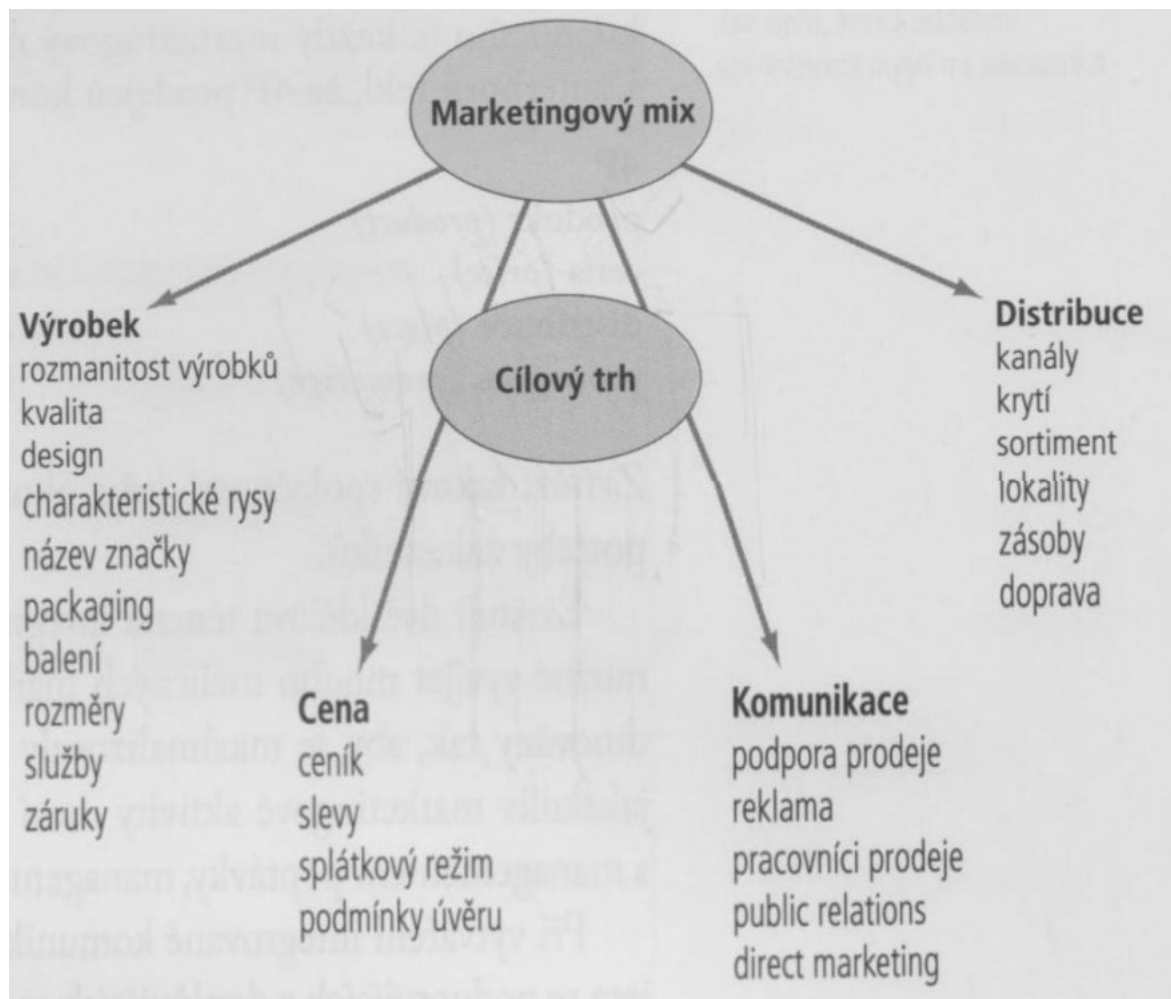 Marketingový mix
Cílový trh
Výrobek
rozmanitost výrobků
kvalita
design
charakteristické rysy
název značky
packaging
balení
rozměry
služby
záruky
Cena
ceník
slevy
splátkový režim
podmínky úvěru
Komunikace
podpora prodeje
reklama
pracovníci prodeje
public relations
direct marketing
Distribuce
kanály
krytí
sortiment
lokality
zásoby
doprava